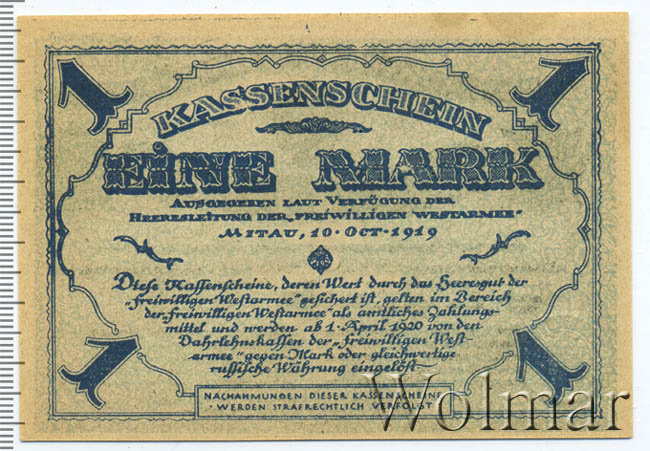 1 1
KASSENSCHEIN
EINE MARK
AUSGEGEBEN LAUT VERFÜGUNG DER
HEERESLEITUNG DER „FREIWILLIGEN WESTARMEE“
MITAU, 10. OCT. 1919
Diese Kassenscheine, deren Wert durch das Heeresgut der
„freiwilligen Westarmee“ gesichert ist, gelten im Bereich
der „freiwilligen Westarmee“ als amtliches Zahlungs-
mittel und werden ab 1. April 1920 von den
Darlehnskassen der „freiwilligen West-
armee“ gegen Mark oder gleichwertige
russische Währung eingelöst.
1 1
NACHAHMUNGEN DIESER KASSENSCHEINE
WERDEN STRAFRECHTLICH VERFOLGT
Wolmar